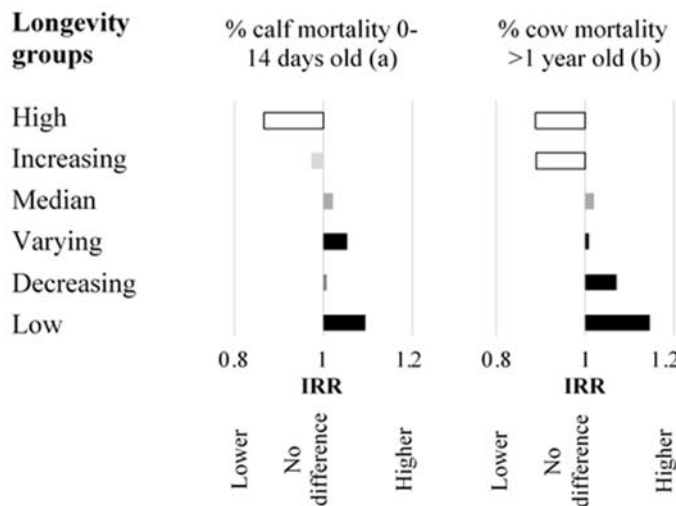 Longevity
groups
% calf mortality 0-
14 days old (a)
% cow mortality
>1 year old (b)
High
Increasing
Median
Varying
Decreasing
Low
0.8 1 1.2
IRR
0.8 1 1.2
IRR
Lower
No
difference
Higher
Lower
No
difference
Higher